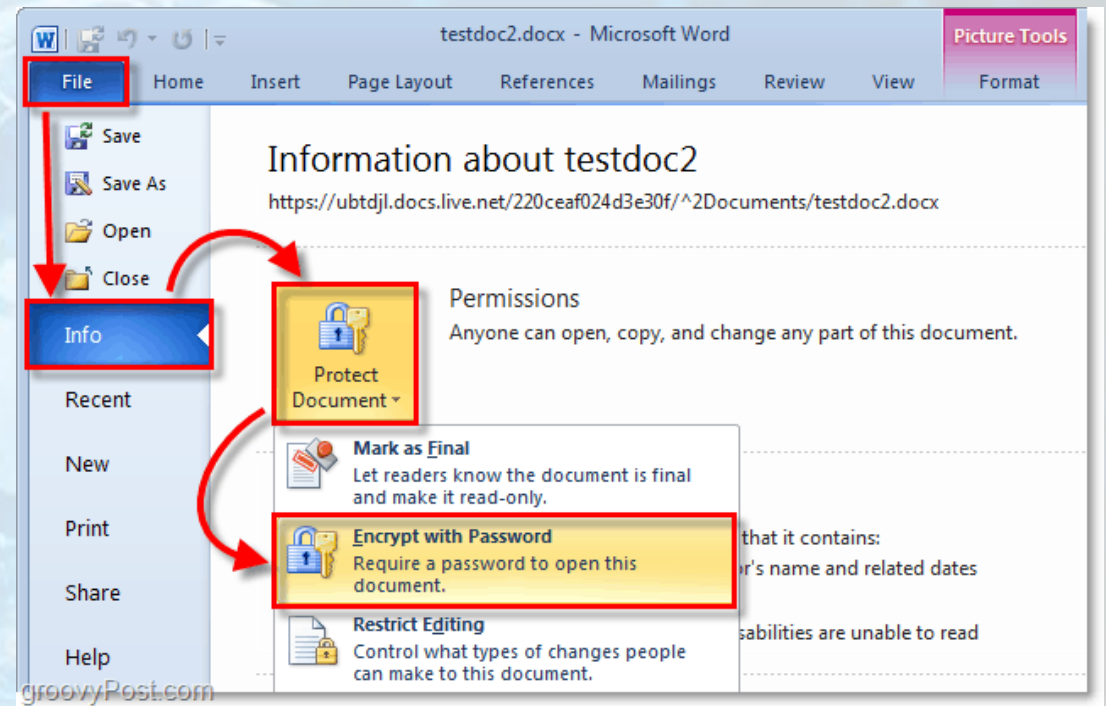 W
testdoc2.docx - Microsoft Word
Picture Tools
File Home Insert Page Layout References Mailings Review View Format
Save
Save As
Open
Close
Info
Recent
New
Print
Share
Help
Information about testdoc2
https://ubtdjl.docs.live.net/220ceaf024d3e30f/^2Documents/testdoc2.docx
Permissions
Anyone can open, copy, and change any part of this document.
Protect
Document
Mark as Final
Let readers know the document is final
and make it read-only.
Encrypt with Password
Require a password to open this
document.
Restrict Editing
Control what types of changes people
can make to this document.
that it contains:
r's name and related dates
sabilities are unable to read
groovyPost.com